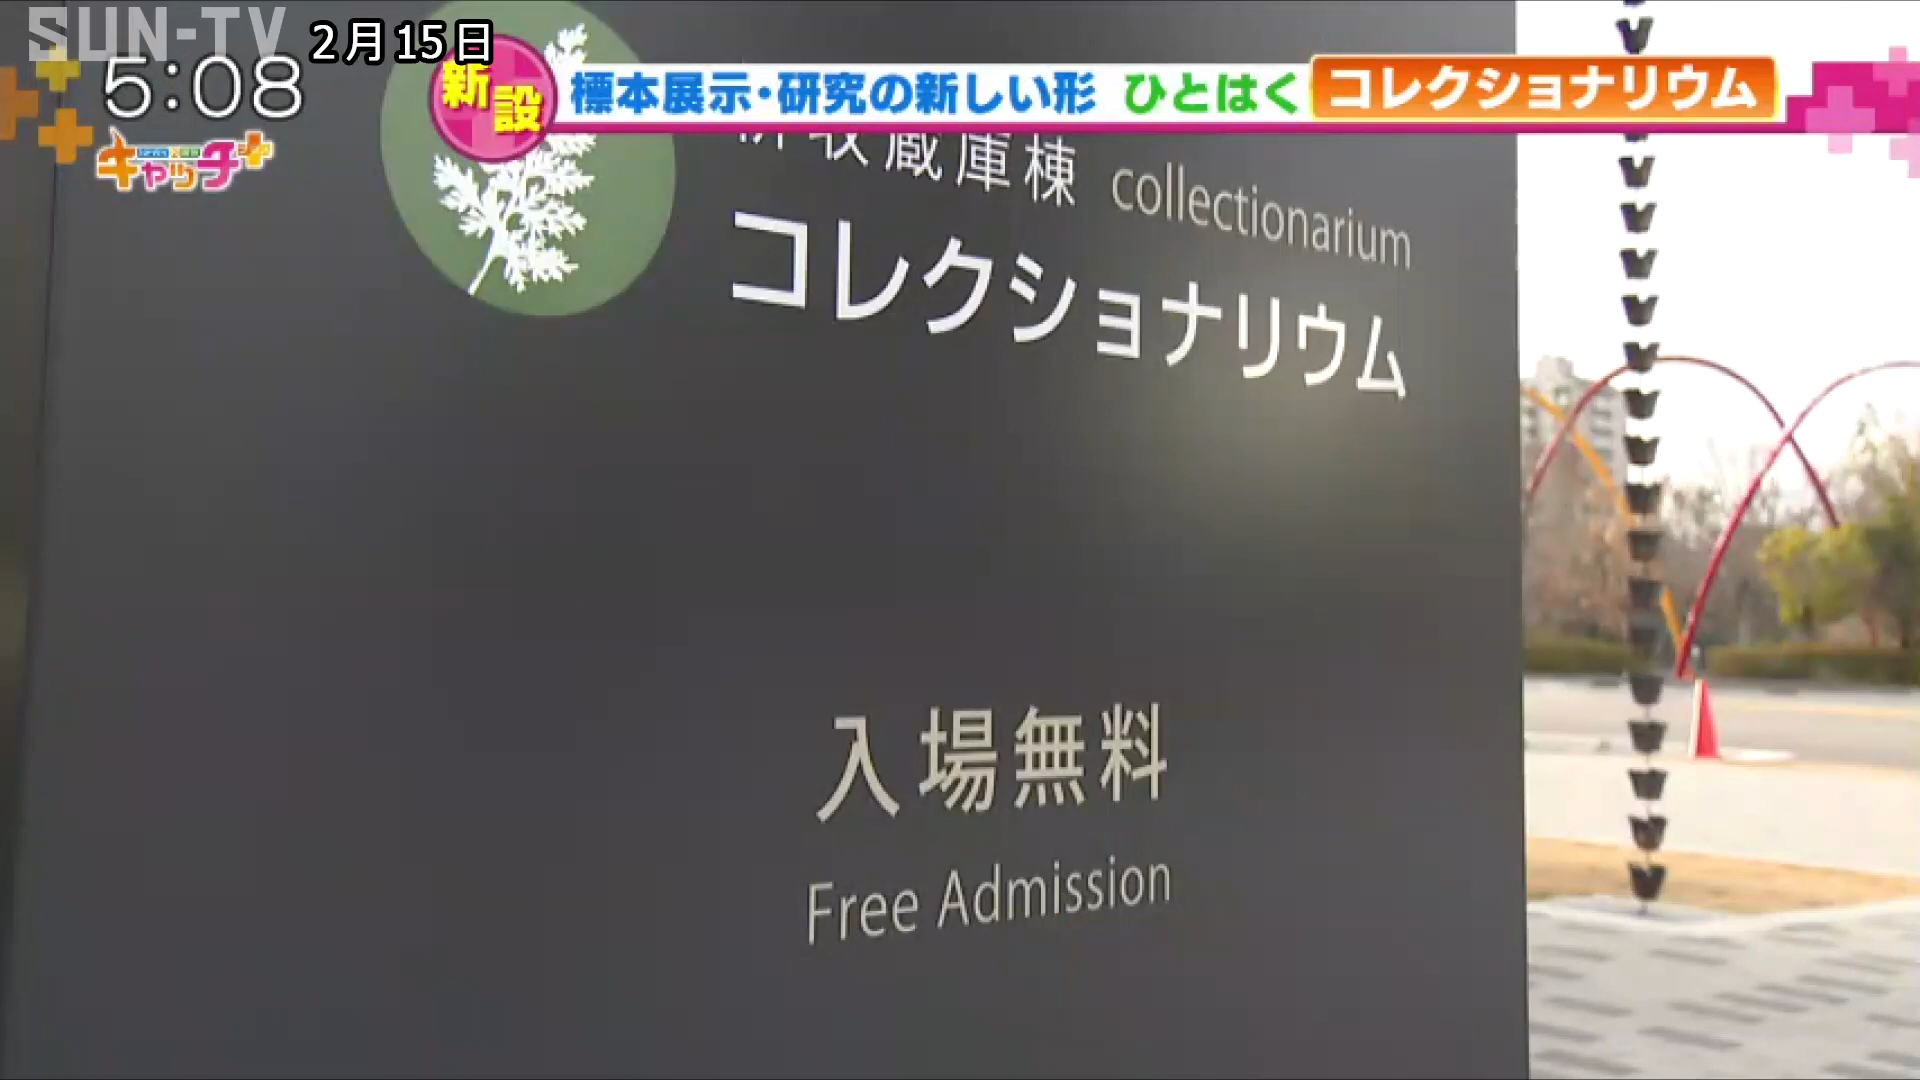 SUN-TV
2月15日
5:08
キャッチ+
新設
標本展示・研究の新しい形 ひとはく コレクショナリウム
収蔵庫棟 collectionarium
コレクショナリウム
入場無料
Free Admission